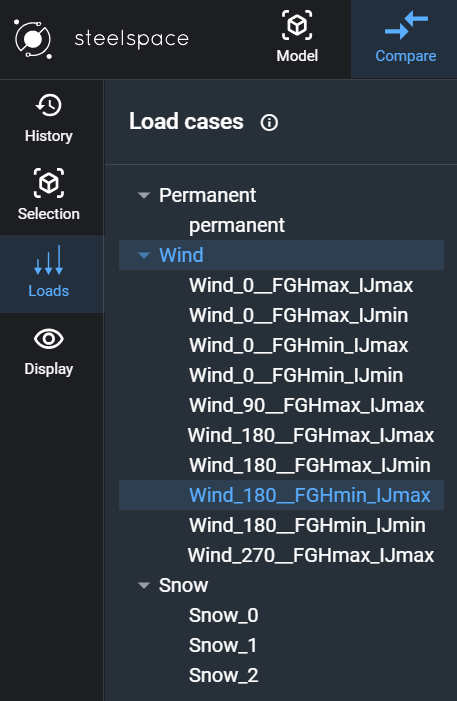 steelspace
Model
Compare
History
Selection
Loads
Display
Load cases
Permanent
permanent
Wind
Wind_0__FGHmax_IJmax
Wind_0__FGHmax_IJmin
Wind_0__FGHmin_IJmax
Wind_0__FGHmin_IJmin
Wind_90__FGHmax_IJmax
Wind_180__FGHmax_IJmax
Wind_180__FGHmax_IJmin
Wind_180__FGHmin_IJmax
Wind_180__FGHmin_IJmin
Wind_270__FGHmax_IJmax
Snow
Snow_0
Snow_1
Snow_2